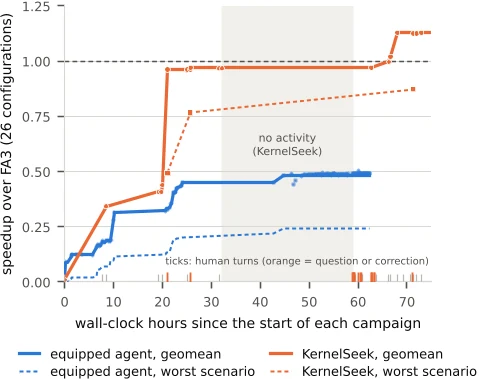 speedup over FA3 (26 configurations)
1.25
1.00
0.75
0.50
0.25
0.00
no activity
(KernelSeek)
ticks: human turns (orange = question or correction)
0 10 20 30 40 50 60 70
wall-clock hours since the start of each campaign
equipped agent, geomean KernelSeek, geomean
equipped agent, worst scenario KernelSeek, worst scenario